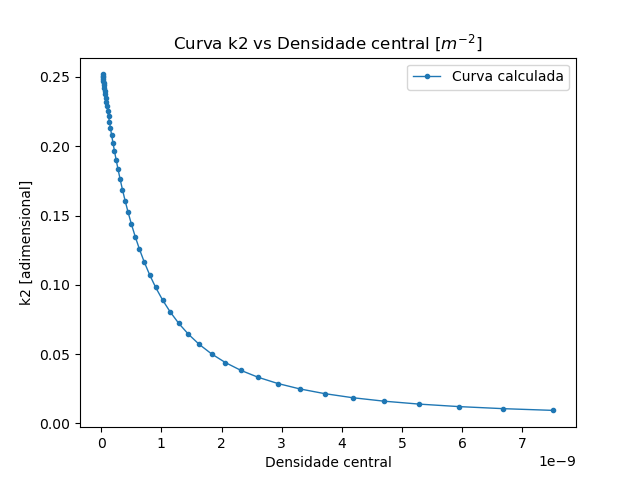 Curva k2 vs Densidade central [$m^{-2}$]
Curva calculada
k2 [adimensional]
0.25
0.20
0.15
0.10
0.05
0.00
0 1 2 3 4 5 6 7
1e−9
Densidade central